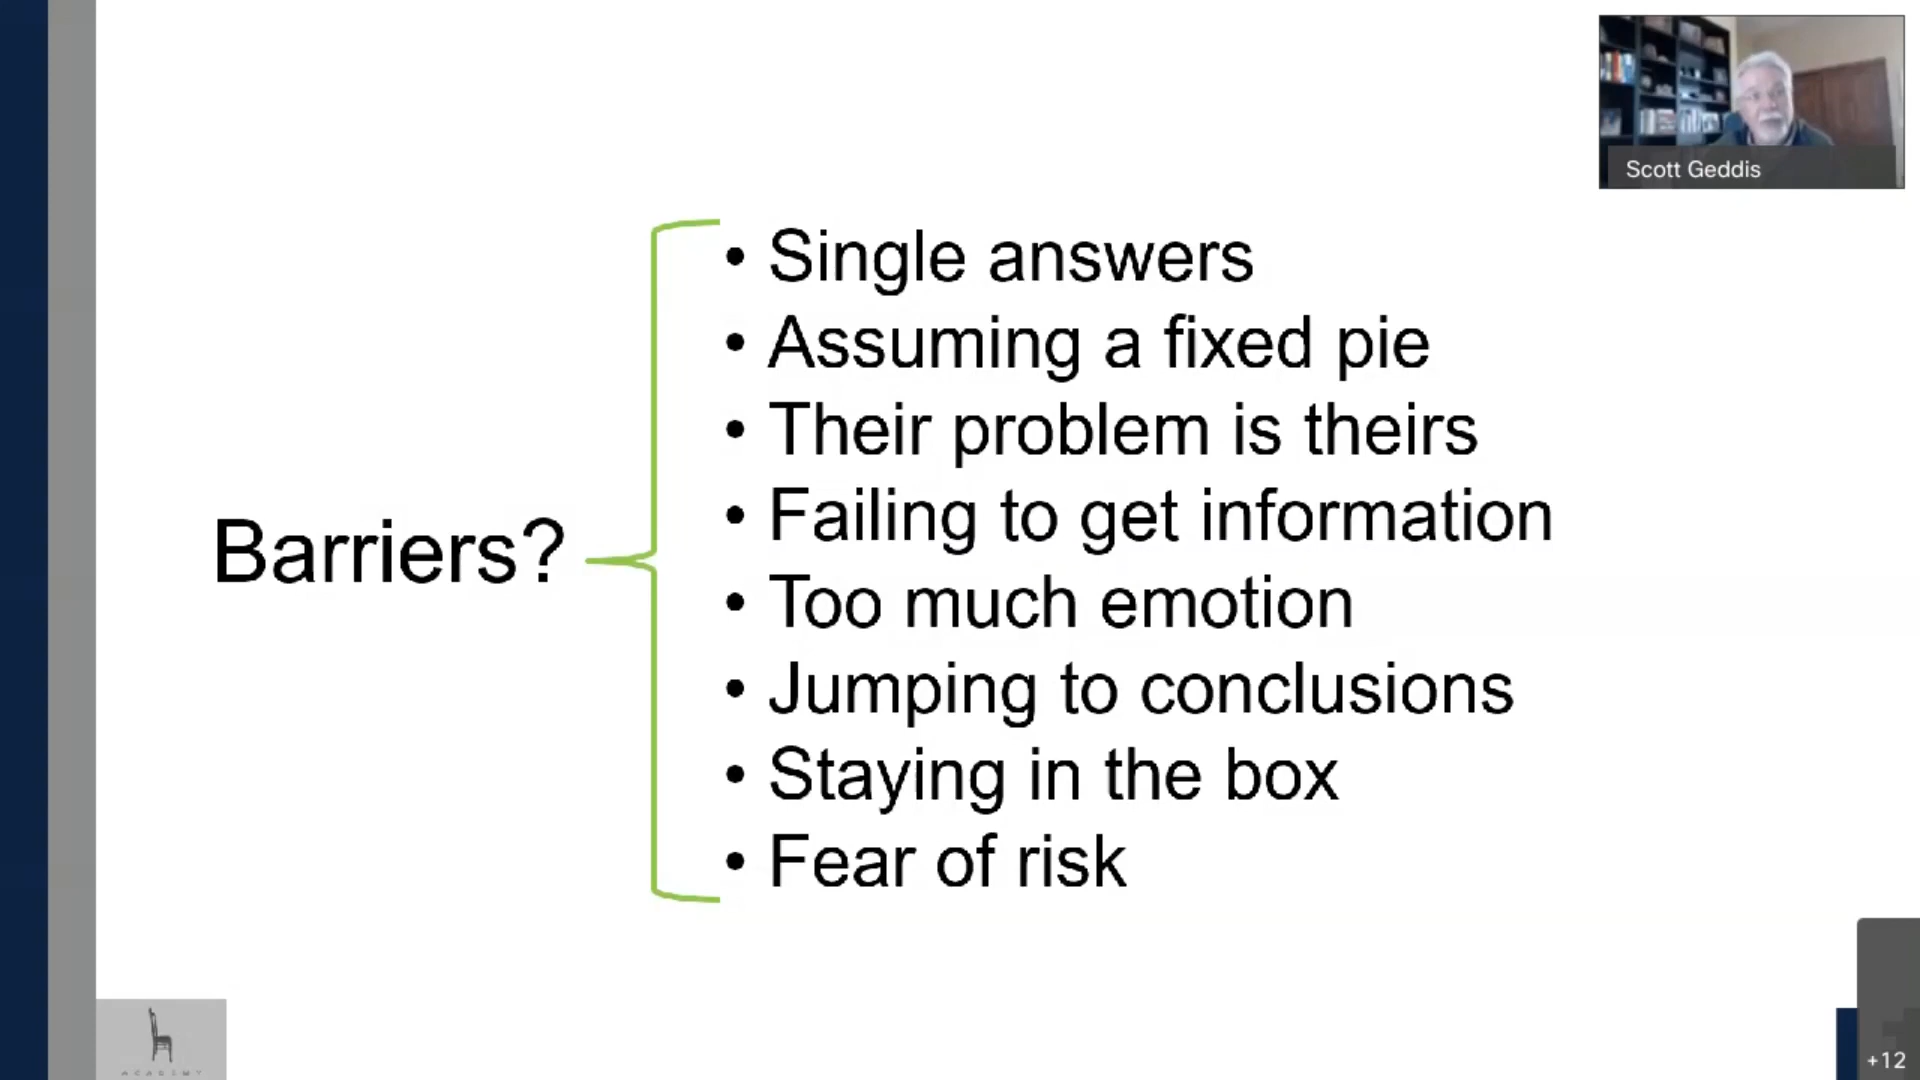 Scott Geddis
Barriers?
• Single answers
• Assuming a fixed pie
• Their problem is theirs
• Failing to get information
• Too much emotion
• Jumping to conclusions
• Staying in the box
• Fear of risk
ACADEMY
+12